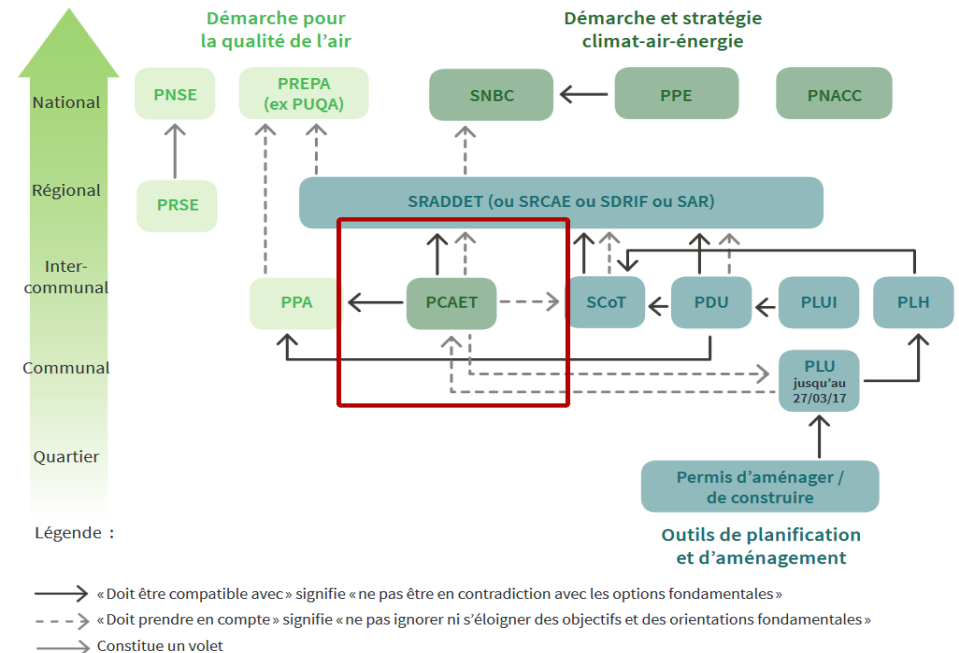 Démarche pour
la qualité de l’air
Démarche et stratégie
climat-air-énergie
National
PNSE
PREPA
(ex PUQA)
SNBC
PPE
PNACC
Régional
PRSE
SRADDET (ou SRCAE ou SDRIF ou SAR)
Inter-
communal
PPA
PCAET
SCoT
PDU
PLUI
PLH
Communal
PLU
jusqu’au
27/03/17
Quartier
Permis d’aménager /
de construire
Légende :
Outils de planification
et d’aménagement
«Doit être compatible avec» signifie «ne pas être en contradiction avec les options fondamentales»
«Doit prendre en compte» signifie «ne pas ignorer ni s’éloigner des objectifs et des orientations fondamentales»
Constitue un volet